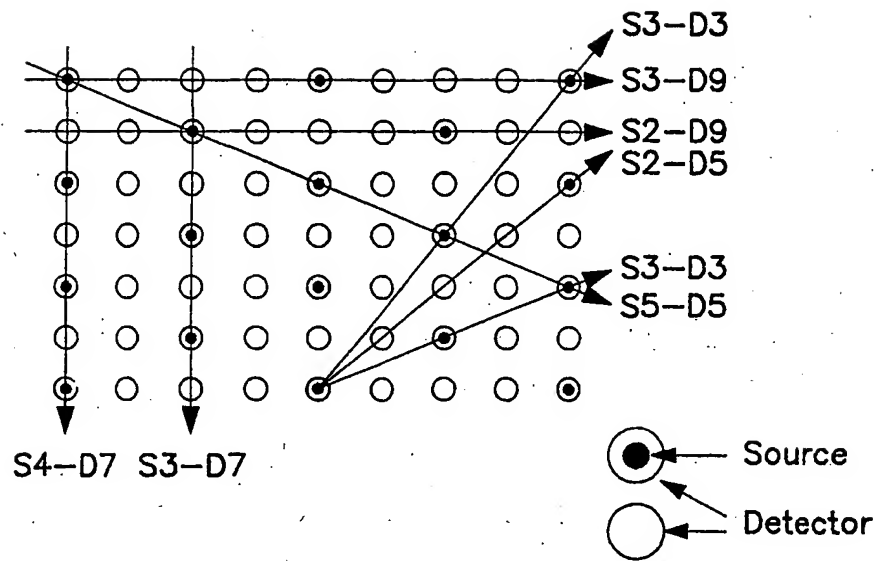 S3-D3
S3-D9
S2-D9
S2-D5
S3-D3
S5-D5
S4-D7 S3-D7
Source
Detector